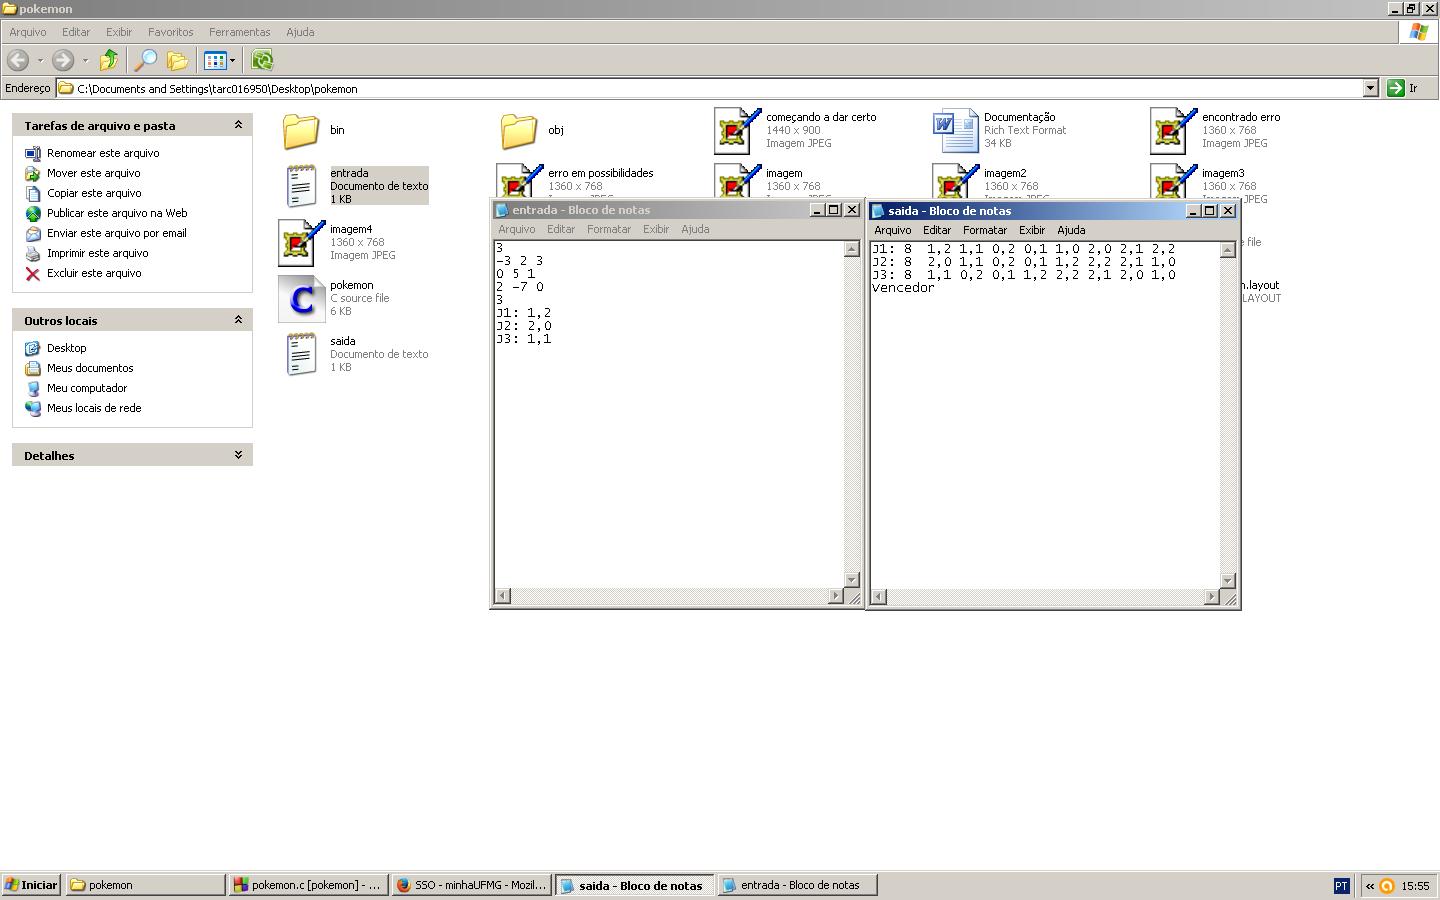 pokemon
Arquivo Editar Exibir Favoritos Ferramentas Ajuda
Endereço C:\Documents and Settings\tarc016950\Desktop\pokemon Ir
Tarefas de arquivo e pasta
Renomear este arquivo
Mover este arquivo
Copiar este arquivo
Publicar este arquivo na Web
Enviar este arquivo por email
Imprimir este arquivo
Excluir este arquivo
Outros locais
Desktop
Meus documentos
Meu computador
Meus locais de rede
Detalhes
bin
obj
começando a dar certo
1440 x 900
Imagem JPEG
Documentação
Rich Text Format
34 KB
encontrado erro
1360 x 768
Imagem JPEG
entrada
Documento de texto
1 KB
erro em possibilidades
1360 x 768
imagem
1360 x 768
imagem2
1360 x 768
imagem3
1360 x 768
imagem4
1360 x 768
Imagem JPEG
pokemon
C source file
6 KB
saida
Documento de texto
1 KB
e file
n.layout
LAYOUT
entrada - Bloco de notas
Arquivo Editar Formatar Exibir Ajuda
3
-3 2 3
0 5 1
2 -7 0
3
J1: 1,2
J2: 2,0
J3: 1,1
saida - Bloco de notas
Arquivo Editar Formatar Exibir Ajuda
J1: 8 1,2 1,1 0,2 0,1 1,0 2,0 2,1 2,2
J2: 8 2,0 1,1 0,2 0,1 1,2 2,2 2,1 1,0
J3: 8 1,1 0,2 0,1 1,2 2,2 2,1 2,0 1,0
Vencedor
Iniciar
pokemon
pokemon.c [pokemon] - ...
SSO - minhaUFMG - Mozil...
saida - Bloco de notas
entrada - Bloco de notas
PT
15:55